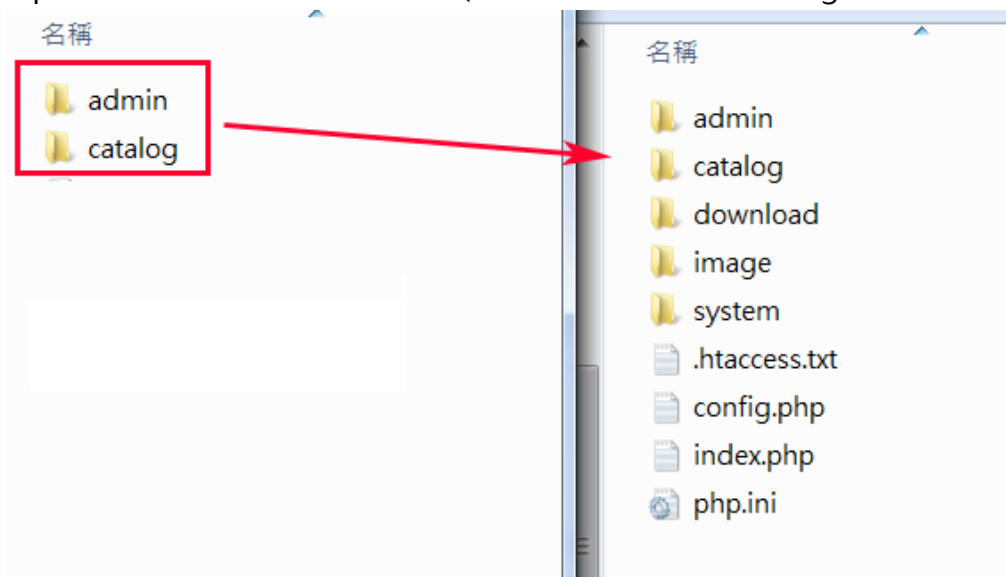 名稱
admin
catalog
名稱
admin
catalog
download
image
system
.htaccess.txt
config.php
index.php
php.ini